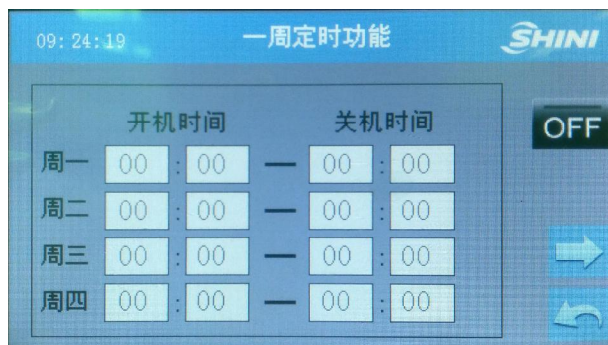 09:24:19 一周定时功能 SHINI
开机时间 关机时间 OFF
周一 00 : 00 — 00 : 00
周二 00 : 00 — 00 : 00
周三 00 : 00 — 00 : 00
周四 00 : 00 — 00 : 00